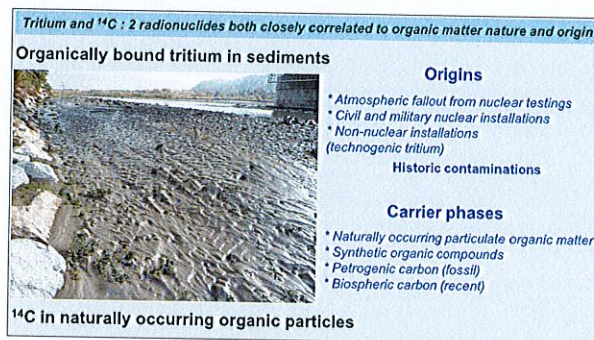 Tritium and ¹⁴C : 2 radionuclides both closely correlated to organic matter nature and origin
Organically bound tritium in sediments
Origins
* Atmospheric fallout from nuclear testings
* Civil and military nuclear installations
* Non-nuclear installations
(technogenic tritium)
Historic contaminations
Carrier phases
* Naturally occurring particulate organic matter
* Synthetic organic compounds
* Petrogenic carbon (fossil)
* Biospheric carbon (recent)
¹⁴C in naturally occurring organic particles